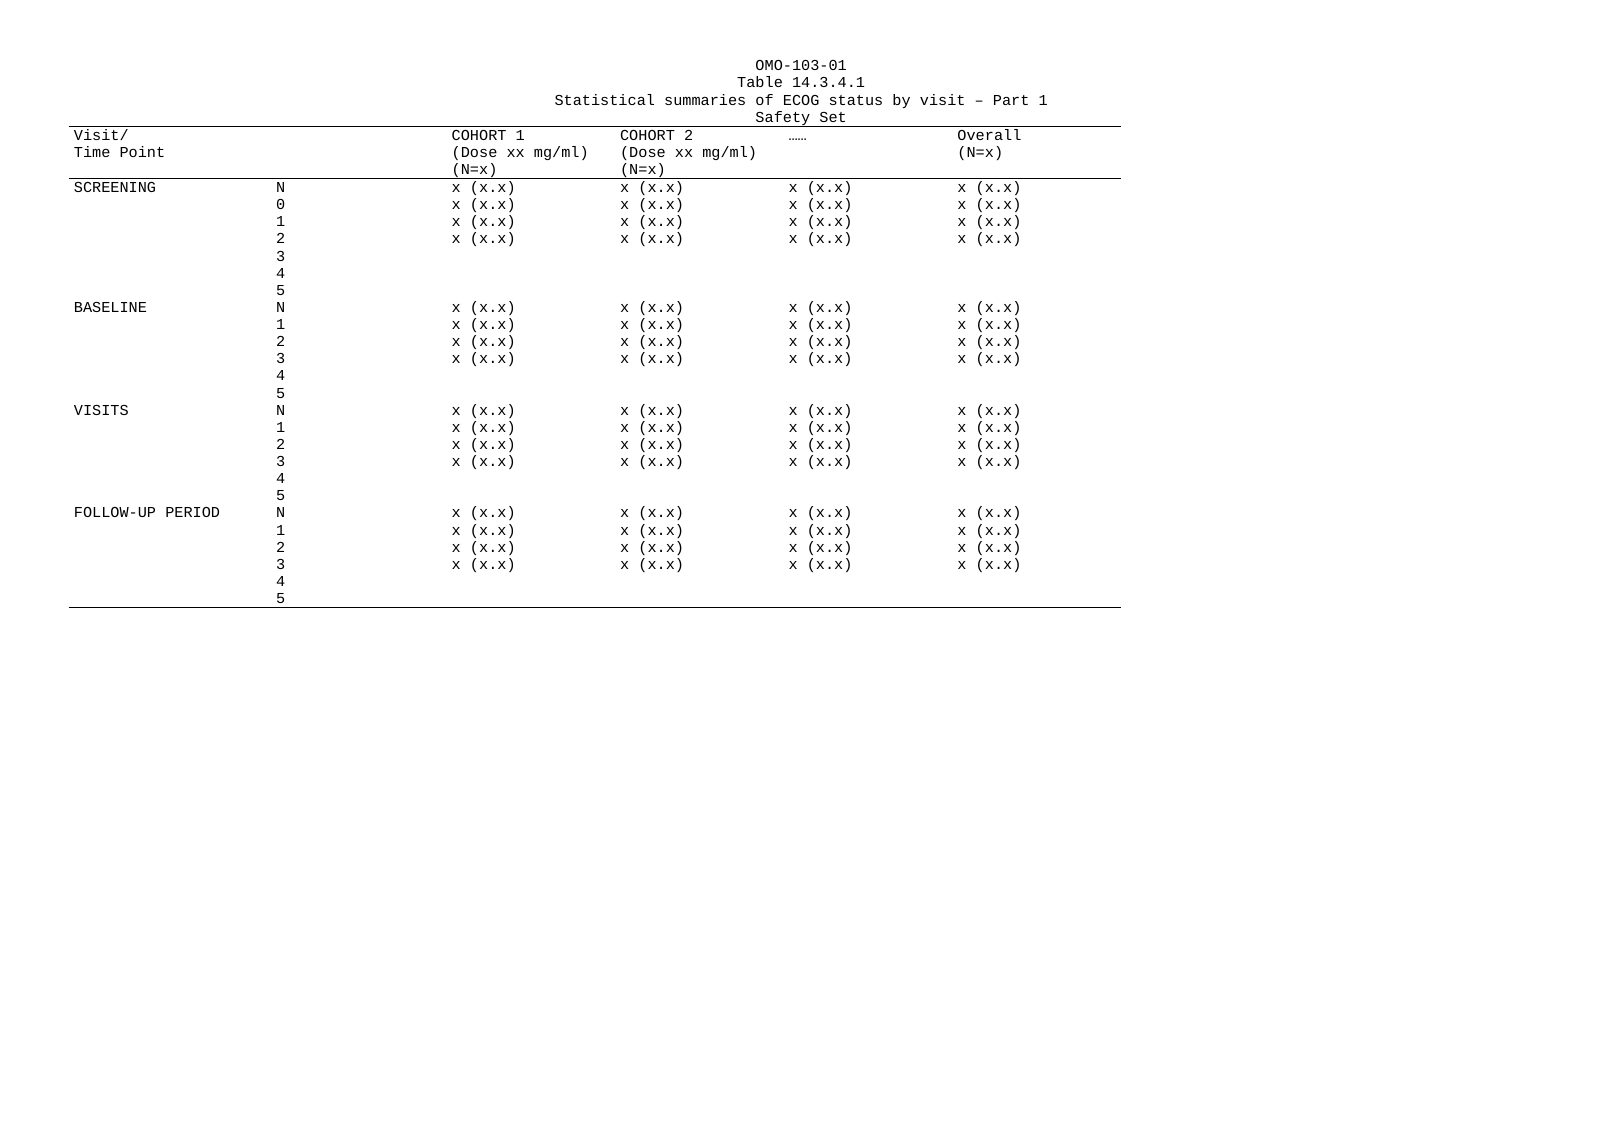 OMO-103-01
Table 14.3.4.1
Statistical summaries of ECOG status by visit – Part 1
Safety Set
Visit/ COHORT 1 COHORT 2 …… Overall
Time Point (Dose xx mg/ml) (Dose xx mg/ml) (N=x)
(N=x) (N=x)
SCREENING N x (x.x) x (x.x) x (x.x) x (x.x)
0 x (x.x) x (x.x) x (x.x) x (x.x)
1 x (x.x) x (x.x) x (x.x) x (x.x)
2 x (x.x) x (x.x) x (x.x) x (x.x)
3
4
5
BASELINE N x (x.x) x (x.x) x (x.x) x (x.x)
1 x (x.x) x (x.x) x (x.x) x (x.x)
2 x (x.x) x (x.x) x (x.x) x (x.x)
3 x (x.x) x (x.x) x (x.x) x (x.x)
4
5
VISITS N x (x.x) x (x.x) x (x.x) x (x.x)
1 x (x.x) x (x.x) x (x.x) x (x.x)
2 x (x.x) x (x.x) x (x.x) x (x.x)
3 x (x.x) x (x.x) x (x.x) x (x.x)
4
5
FOLLOW-UP PERIOD N x (x.x) x (x.x) x (x.x) x (x.x)
1 x (x.x) x (x.x) x (x.x) x (x.x)
2 x (x.x) x (x.x) x (x.x) x (x.x)
3 x (x.x) x (x.x) x (x.x) x (x.x)
4
5